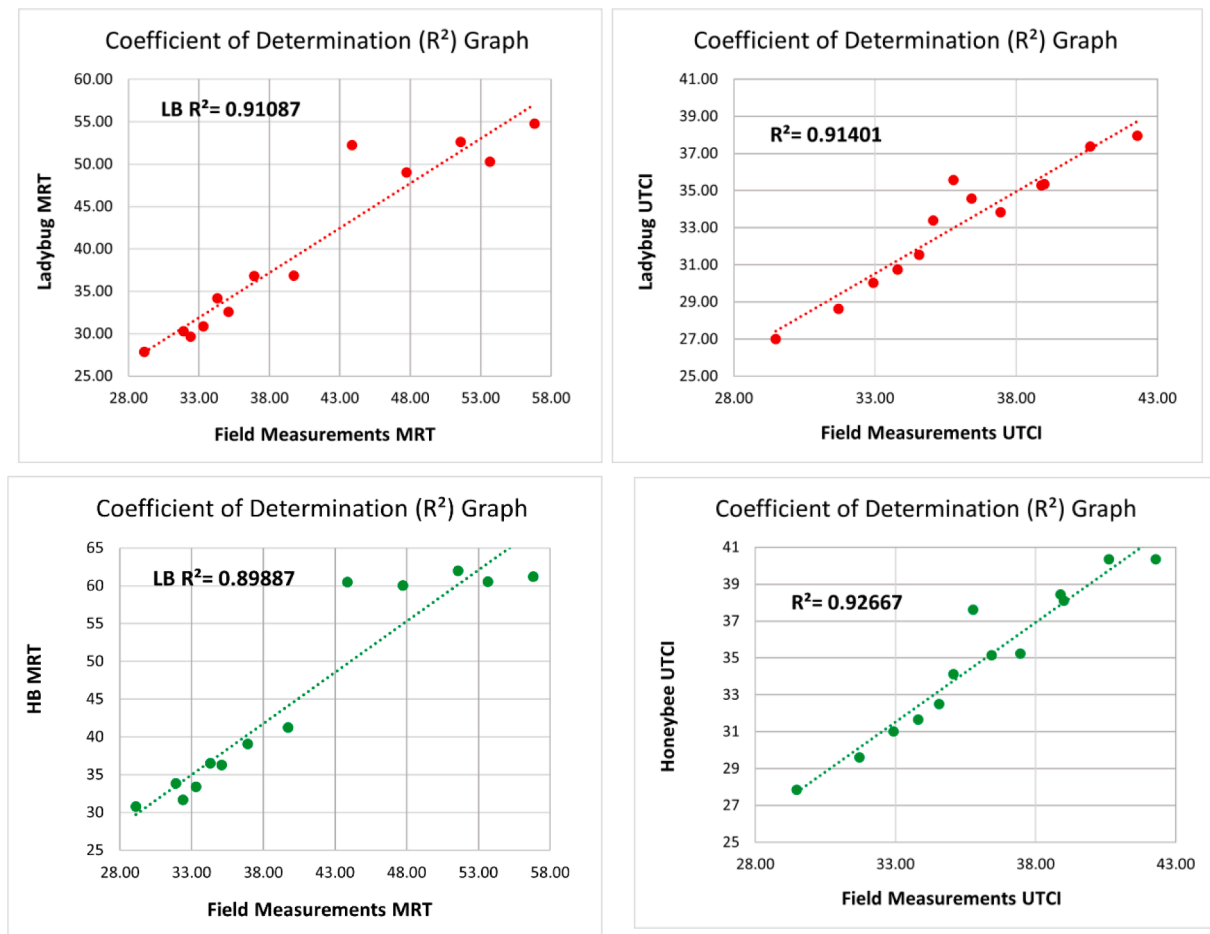 Coefficient of Determination (R²) Graph
LB R²= 0.91087
Ladybug MRT
60.00
55.00
50.00
45.00
40.00
35.00
30.00
25.00
28.00 33.00 38.00 43.00 48.00 53.00 58.00
Field Measurements MRT
Coefficient of Determination (R²) Graph
R²= 0.91401
Ladybug UTCI
41.00
39.00
37.00
35.00
33.00
31.00
29.00
27.00
25.00
28.00 33.00 38.00 43.00
Field Measurements UTCI
Coefficient of Determination (R²) Graph
LB R²= 0.89887
HB MRT
65
60
55
50
45
40
35
30
25
28.00 33.00 38.00 43.00 48.00 53.00 58.00
Field Measurements MRT
Coefficient of Determination (R²) Graph
R²= 0.92667
Honeybee UTCI
41
39
37
35
33
31
29
27
25
28.00 33.00 38.00 43.00
Field Measurements UTCI